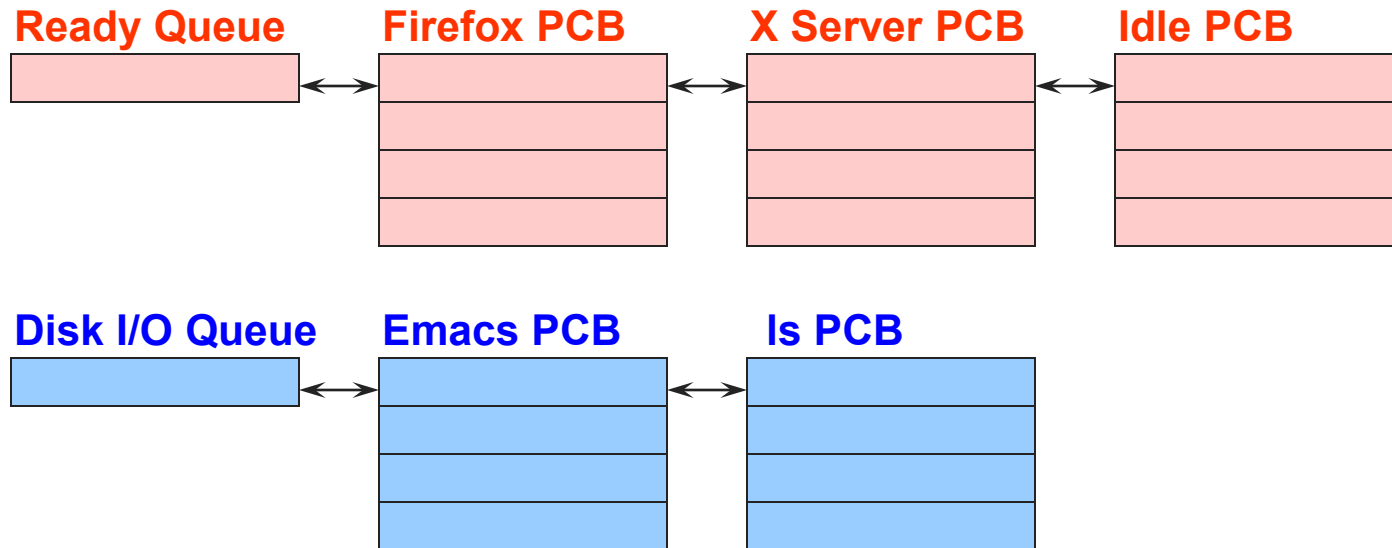 Ready Queue Firefox PCB X Server PCB Idle PCB
Disk I/O Queue Emacs PCB ls PCB